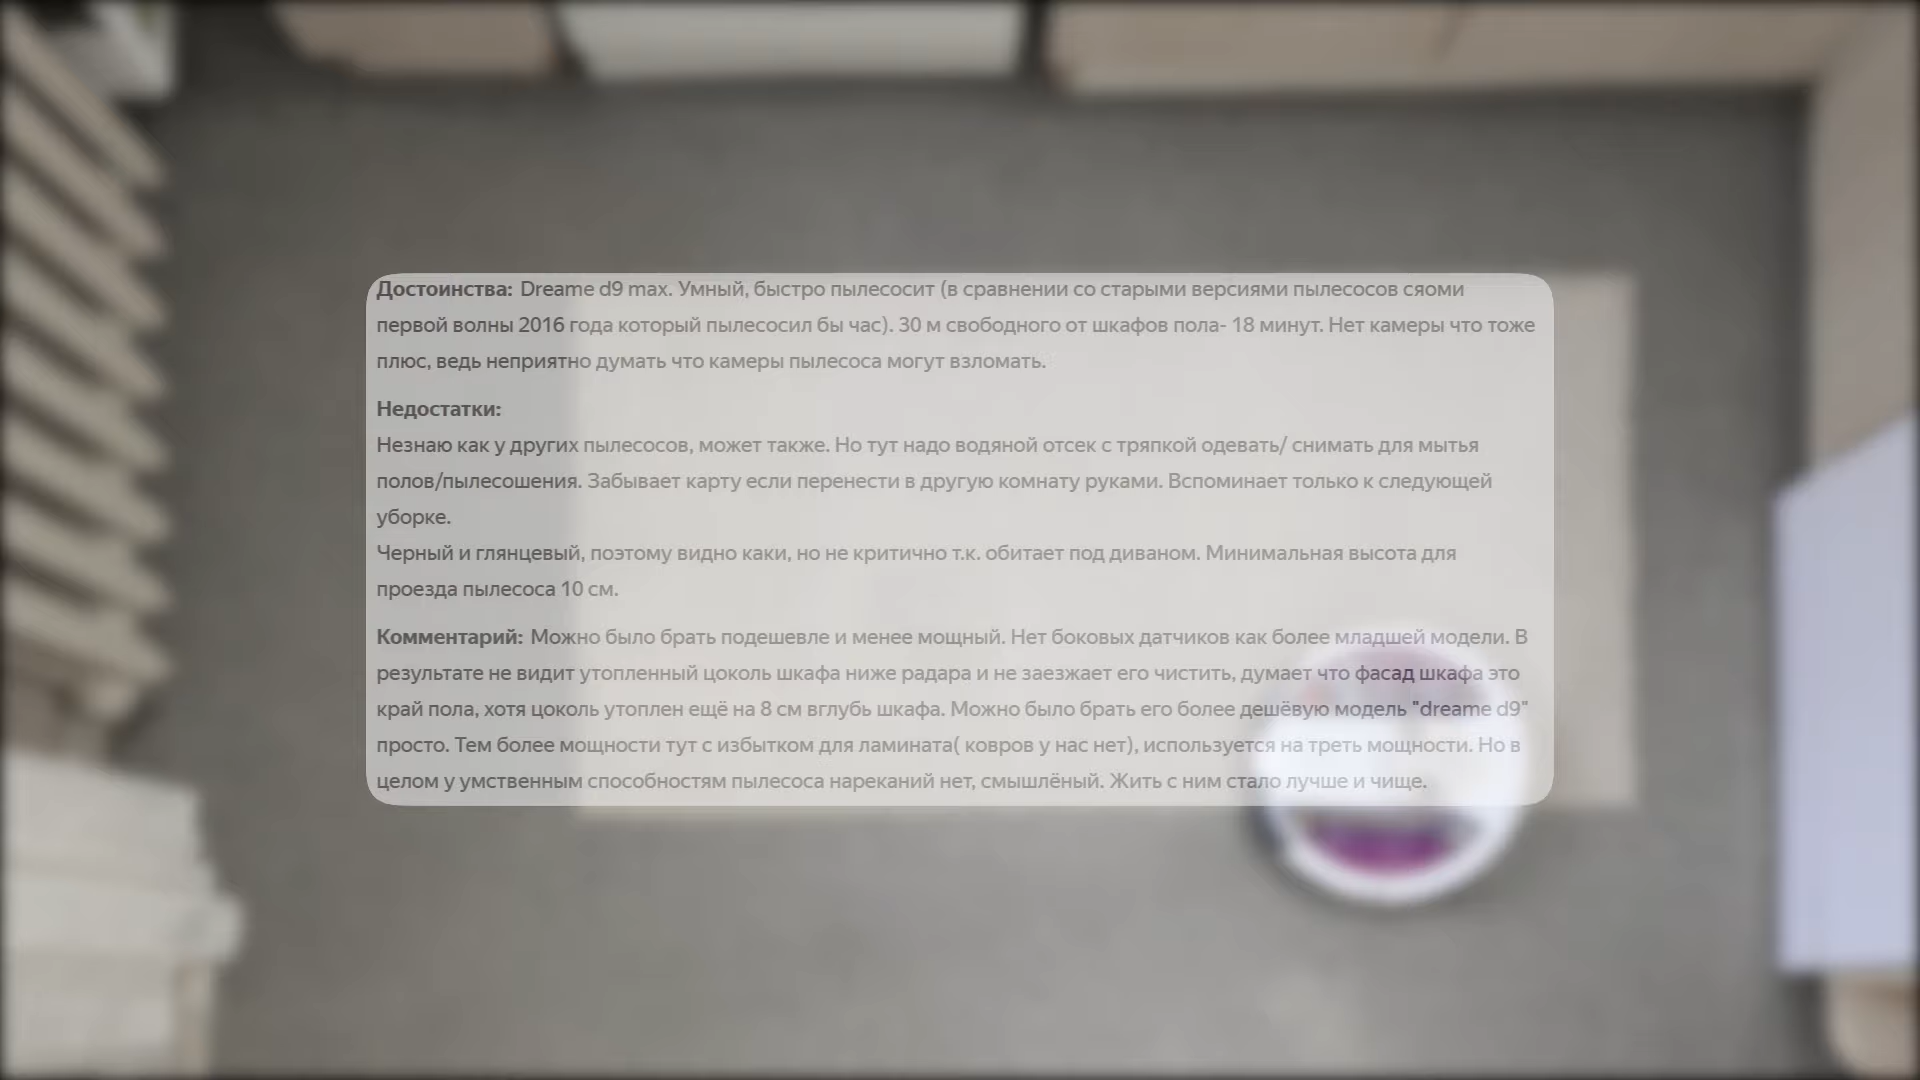 Достоинства: Dreame d9 max. Умный, быстро пылесосит (в сравнении со старыми версиями пылесосов сяоми
первой волны 2016 года который пылесосил бы час). 30 м свободного от шкафов пола- 18 минут. Нет камеры что тоже
плюс, ведь неприятно думать что камеры пылесоса могут взломать.
Недостатки:
Незнаю как у других пылесосов, может также. Но тут надо водяной отсек с тряпкой одевать/ снимать для мытья
полов/пылесошения. Забывает карту если перенести в другую комнату руками. Вспоминает только к следующей
уборке.
Черный и глянцевый, поэтому видно каки, но не критично т.к. обитает под диваном. Минимальная высота для
проезда пылесоса 10 см.
Комментарий: Можно было брать подешевле и менее мощный. Нет боковых датчиков как более младшей модели. В
результате не видит утопленный цоколь шкафа ниже радара и не заезжает его чистить, думает что фасад шкафа это
край пола, хотя цоколь утоплен ещё на 8 см вглубь шкафа. Можно было брать его более дешёвую модель "dreame d9"
просто. Тем более мощности тут с избытком для ламината( ковров у нас нет), используется на треть мощности. Но в
целом у умственным способностям пылесоса нареканий нет, смышлёный. Жить с ним стало лучше и чище.